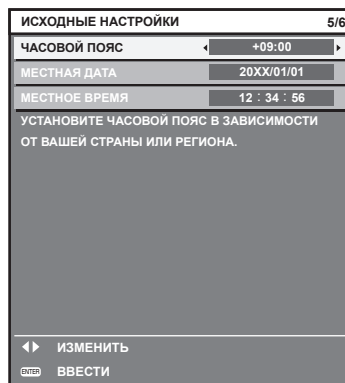 ИСХОДНЫЕ НАСТРОЙКИ 5/6
ЧАСОВОЙ ПОЯС +09:00
МЕСТНАЯ ДАТА 20XX/01/01
МЕСТНОЕ ВРЕМЯ 12 : 34 : 56
УСТАНОВИТЕ ЧАСОВОЙ ПОЯС В ЗАВИСИМОСТИ
ОТ ВАШЕЙ СТРАНЫ ИЛИ РЕГИОНА.
ИЗМЕНИТЬ
ENTER ВВЕСТИ